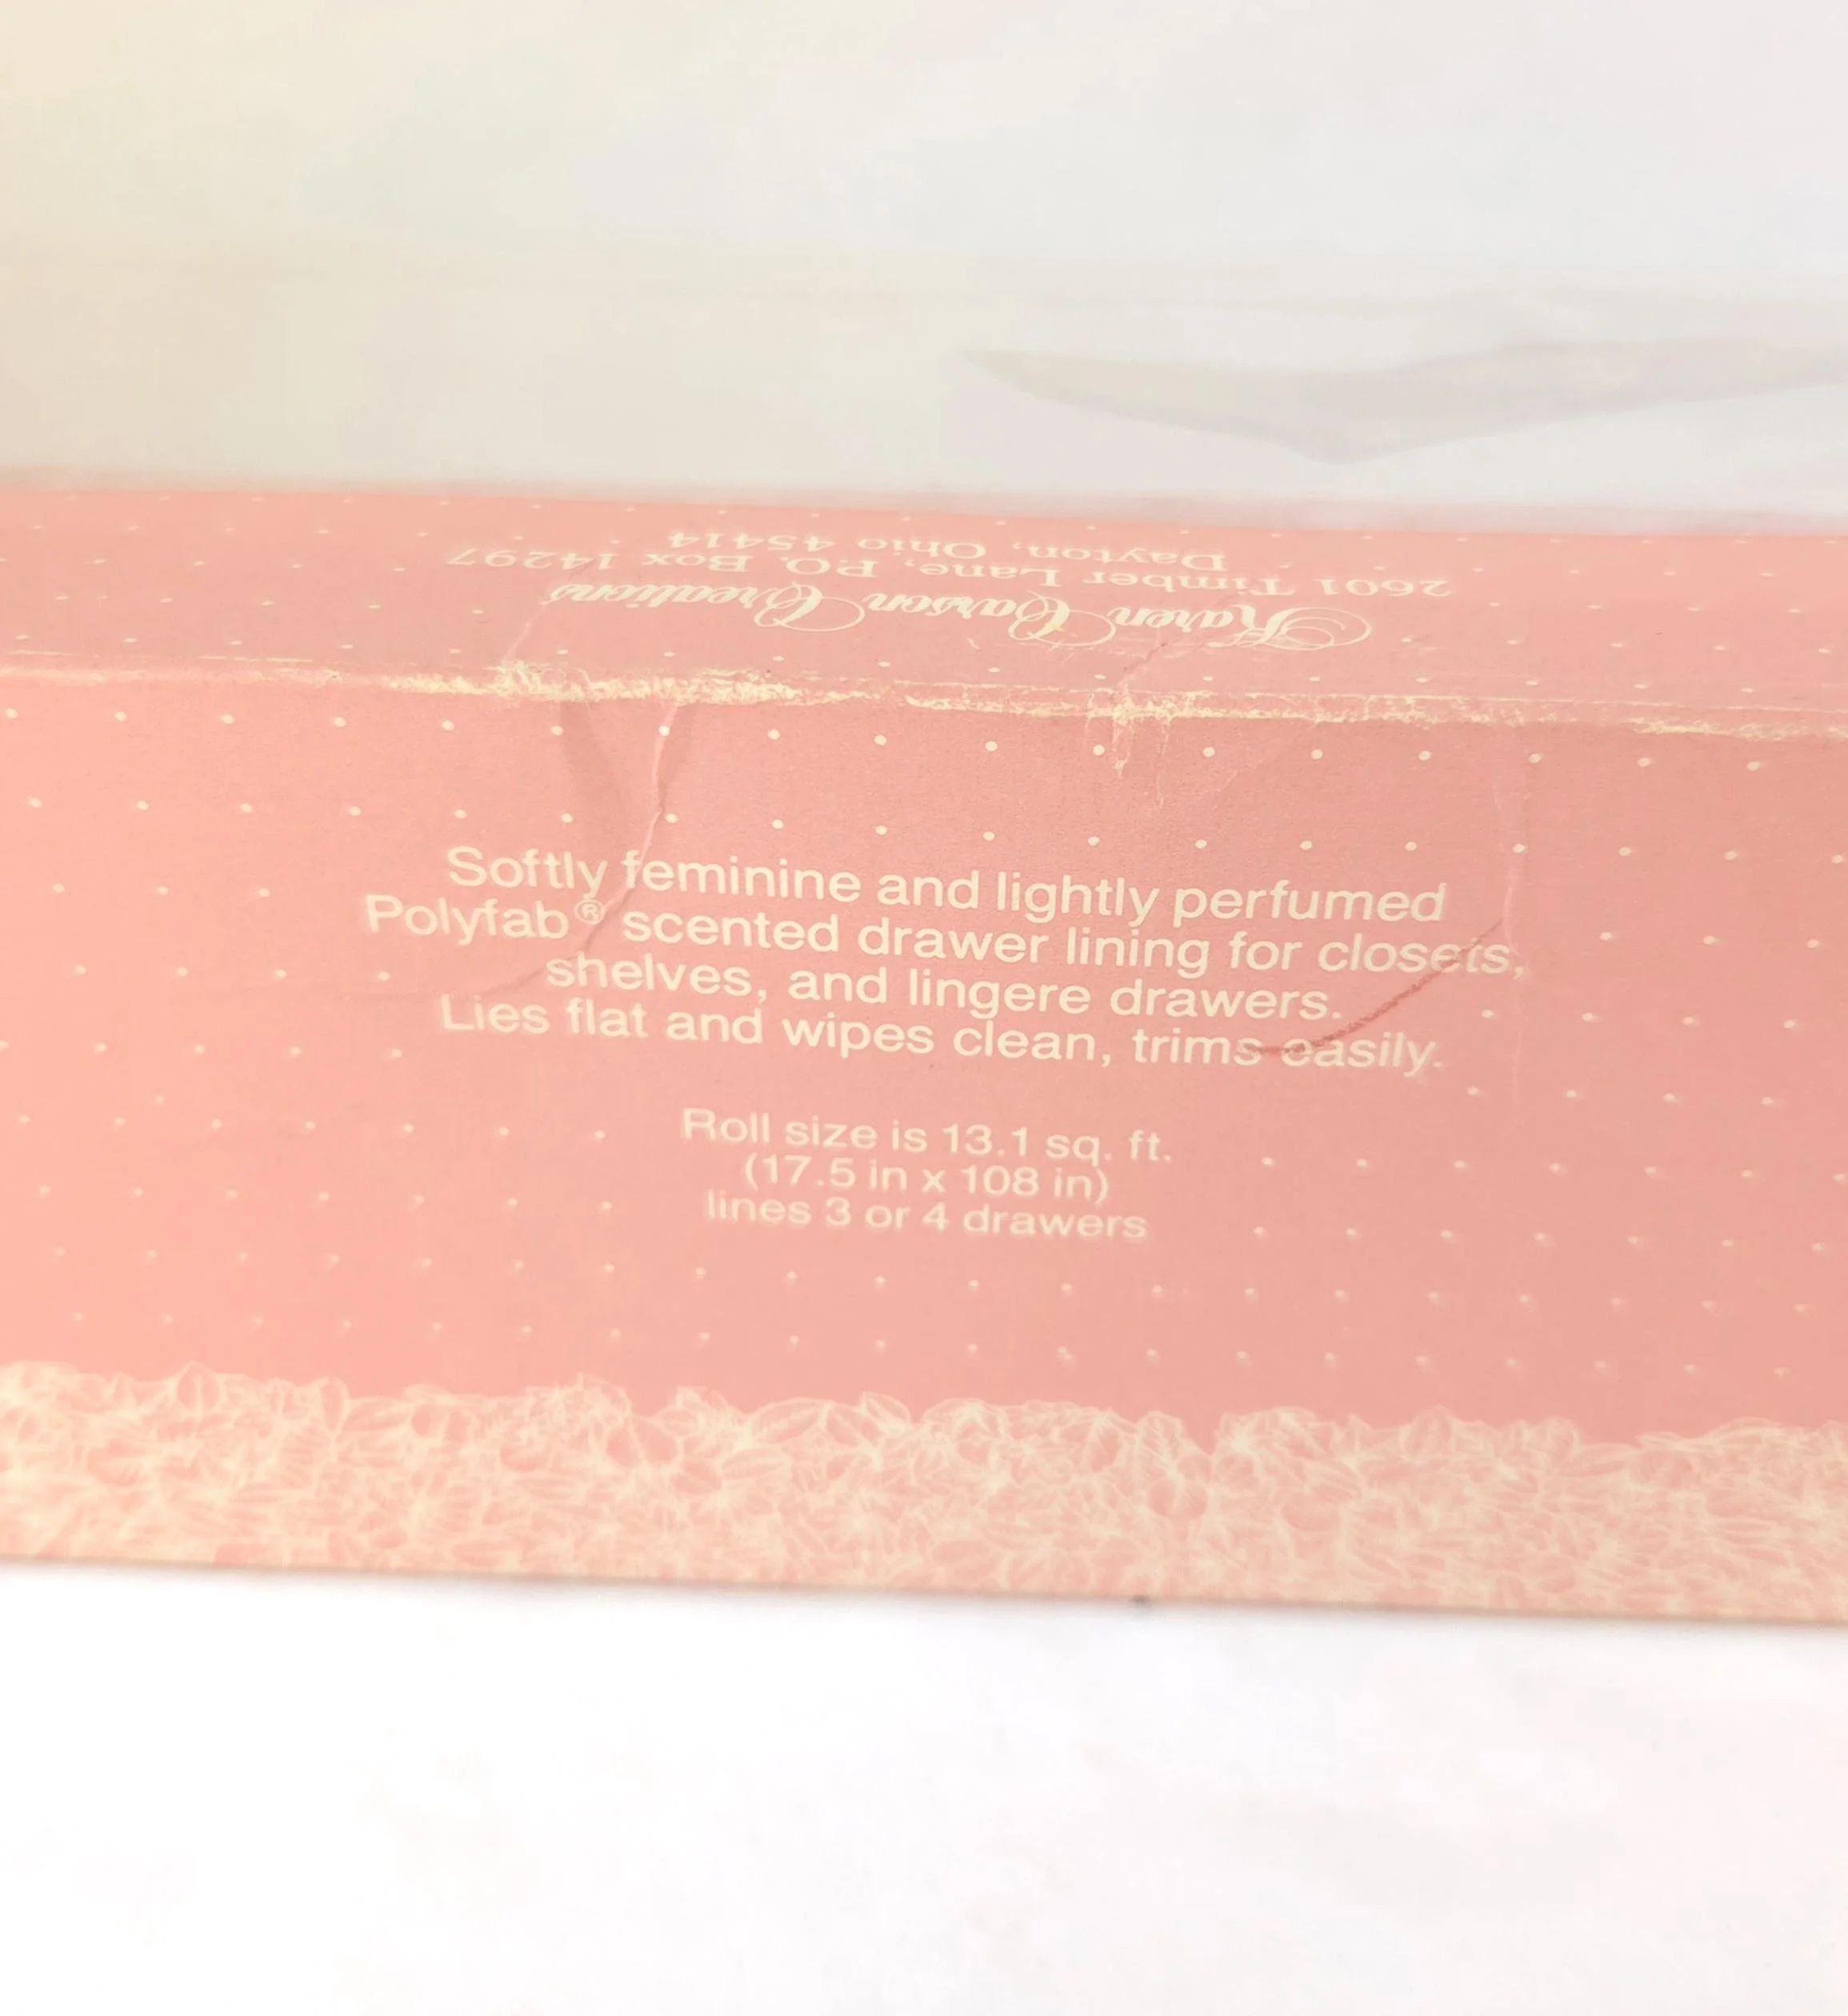 Karen Carson Creations
2601 Timber Lane, P.O. Box 14297
Dayton, Ohio 45414
Softly feminine and lightly perfumed
Polyfab® scented drawer lining for closets,
shelves, and lingere drawers.
Lies flat and wipes clean, trims easily.
Roll size is 13.1 sq. ft.
(17.5 in x 108 in)
lines 3 or 4 drawers